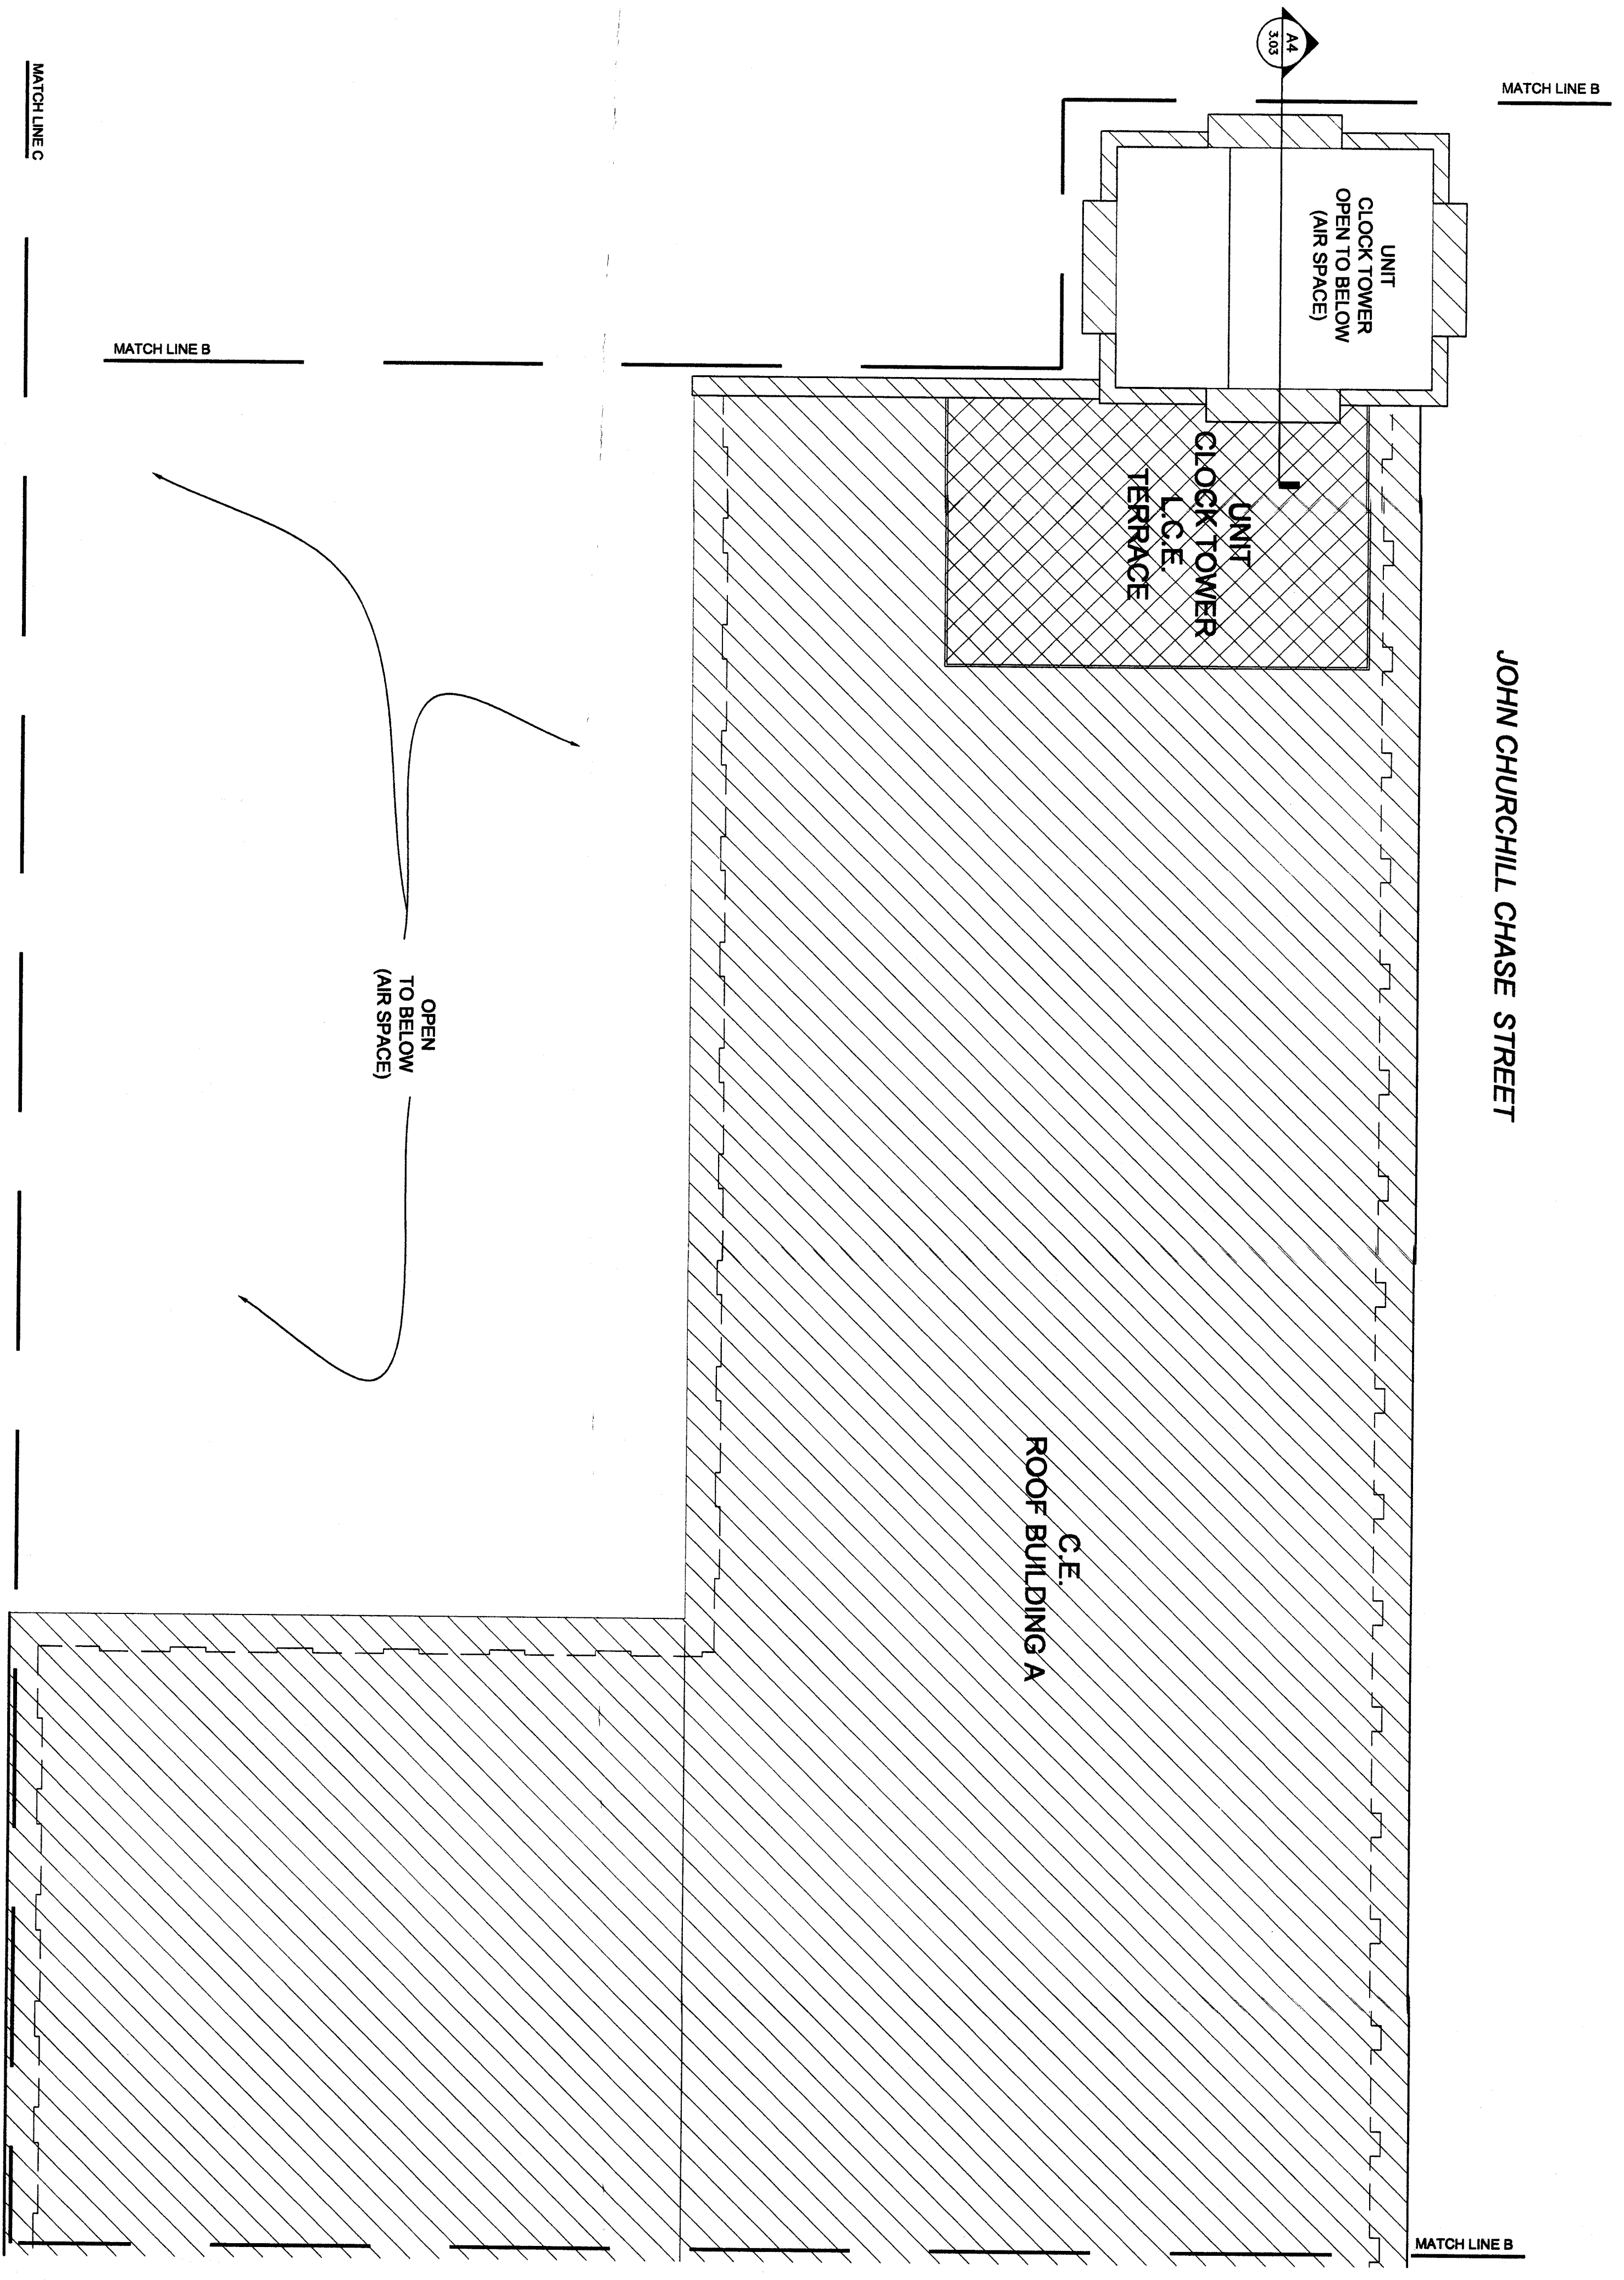 A4
3.03
MATCH LINE B
MATCH LINE C
UNIT
CLOCK TOWER
OPEN TO BELOW
(AIR SPACE)
MATCH LINE B
UNIT
CLOCK TOWER
L.C.E.
TERRACE
JOHN CHURCHILL CHASE STREET
OPEN
TO BELOW
(AIR SPACE)
C.E.
ROOF BUILDING A
MATCH LINE B